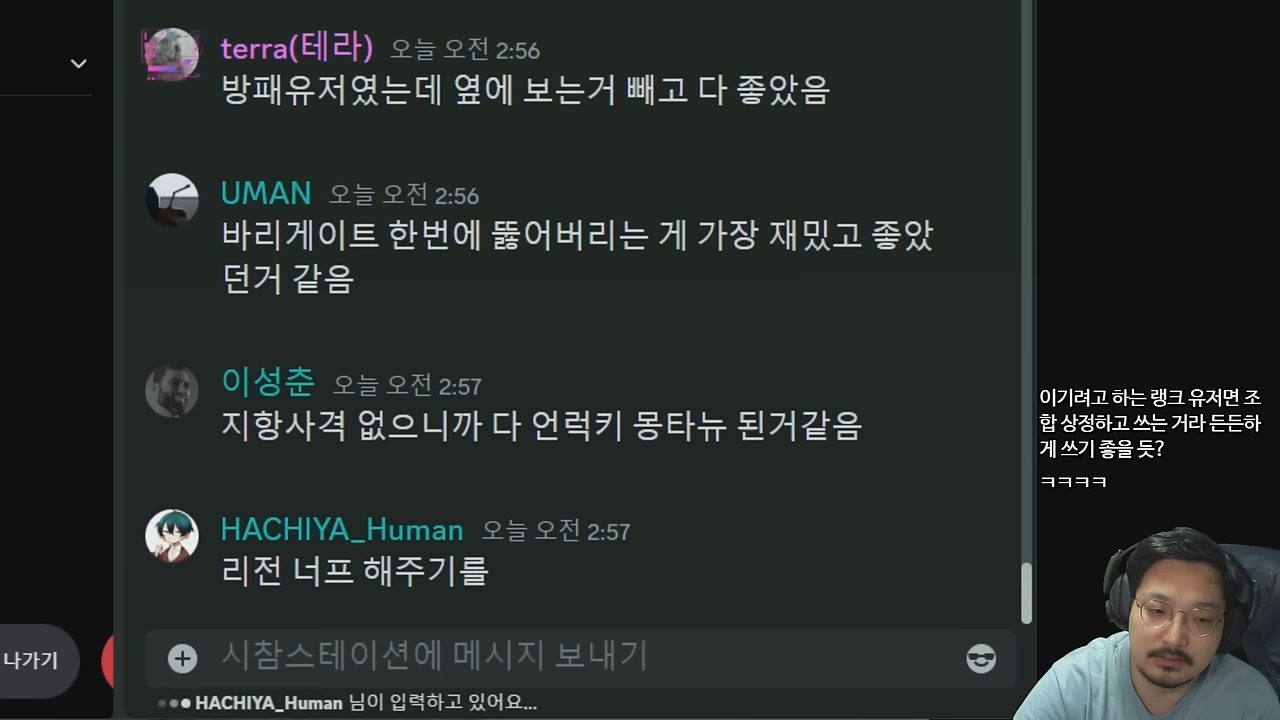 terra(테라) 오늘 오전 2:56
방패유저였는데 옆에 보는거 빼고 다 좋았음
UMAN 오늘 오전 2:56
바리게이트 한번에 뚫어버리는 게 가장 재밌고 좋았
던거 같음
이성춘 오늘 오전 2:57
지향사격 없으니까 다 언럭키 몽타뉴 된거같음
HACHIYA_Human 오늘 오전 2:57
리전 너프 해주기를
시참스테이션에 메시지 보내기
HACHIYA_Human 님이 입력하고 있어요...
나가기
이기려고 하는 랭크 유저면 조
합 상정하고 쓰는 거라 든든하
게 쓰기 좋을 듯?
ㅋㅋㅋㅋ